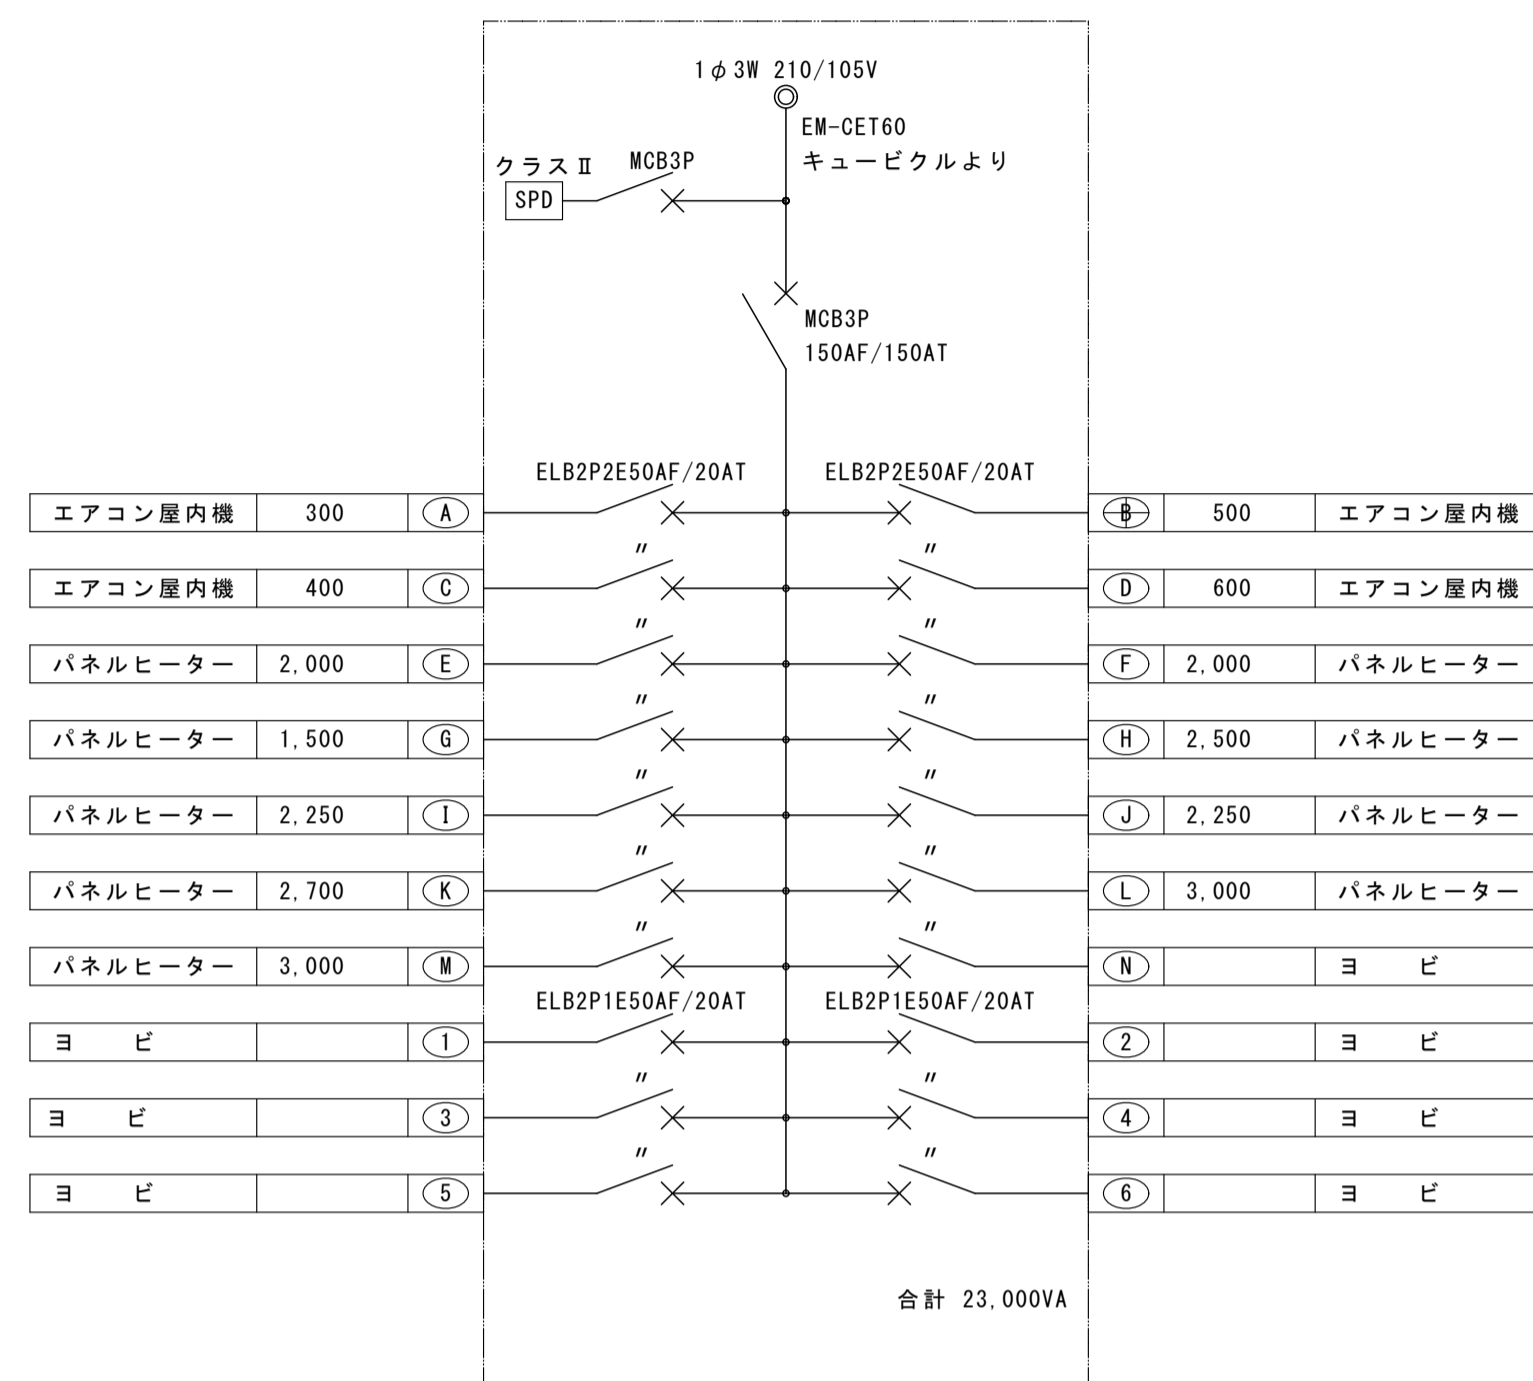 1φ3W 210/105V
EM-CET60
キュービクルより
クラスⅡ MCB3P
SPD
MCB3P
150AF/150AT
ELB2P2E50AF/20AT ELB2P2E50AF/20AT
エアコン屋内機 300 A B 500 エアコン屋内機
〃 〃
エアコン屋内機 400 C D 600 エアコン屋内機
〃 〃
パネルヒーター 2,000 E F 2,000 パネルヒーター
〃 〃
パネルヒーター 1,500 G H 2,500 パネルヒーター
〃 〃
パネルヒーター 2,250 I J 2,250 パネルヒーター
〃 〃
パネルヒーター 2,700 K L 3,000 パネルヒーター
〃 〃
パネルヒーター 3,000 M N ヨビ
ELB2P1E50AF/20AT ELB2P1E50AF/20AT
ヨビ 1 2 ヨビ
〃 〃
ヨビ 3 4 ヨビ
〃 〃
ヨビ 5 6 ヨビ
合計 23,000VA